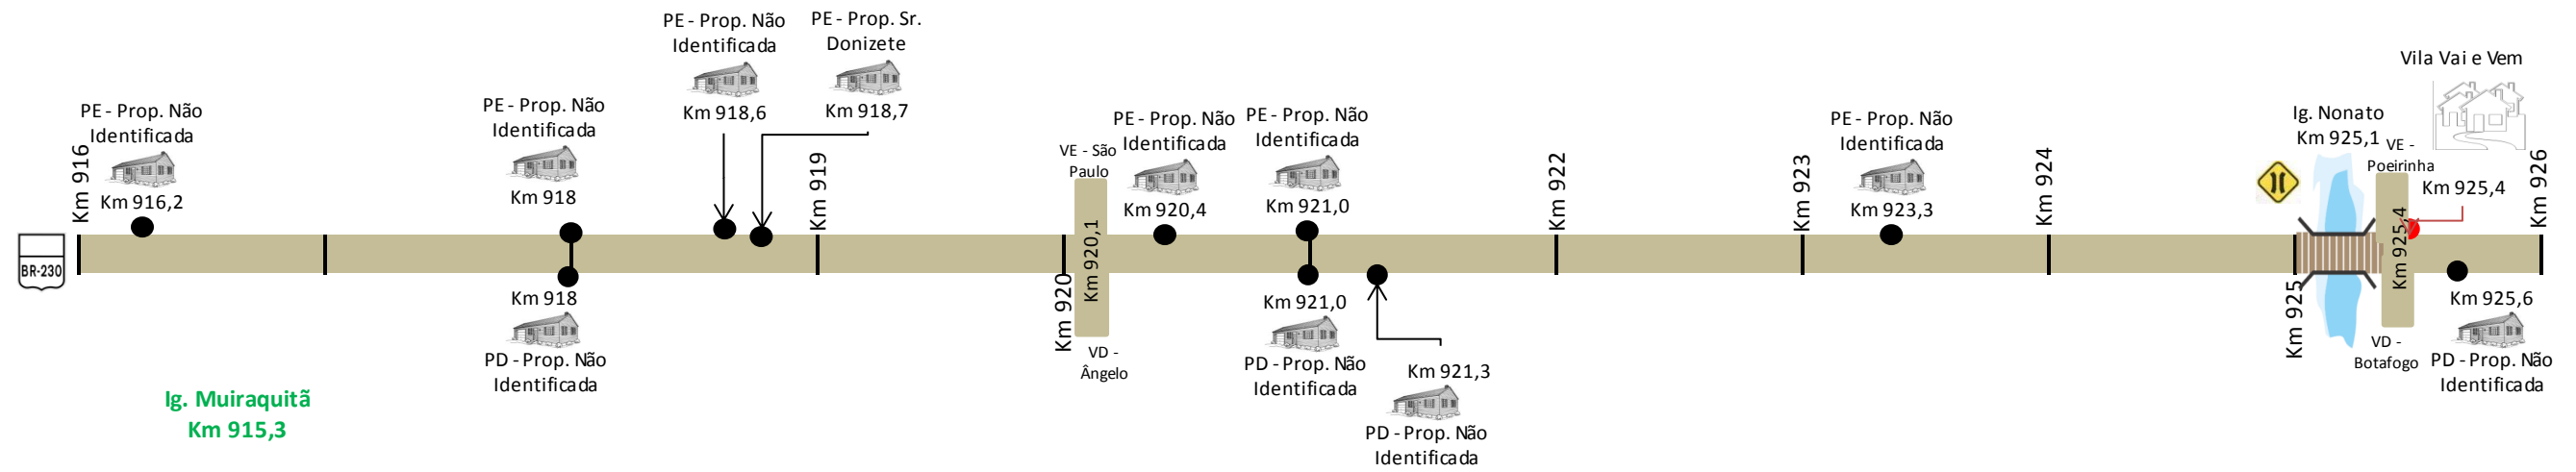 BR-230
Km 916
PE - Prop. Não
Identificada
Km 916,2
PE - Prop. Não
Identificada
Km 918
Km 918
PD - Prop. Não
Identificada
Ig. Muiraquitã
Km 915,3
PE - Prop. Não
Identificada
Km 918,6
PE - Prop. Sr.
Donizete
Km 918,7
Km 919
Km 920
VE - São
Paulo
Km 920,1
VD -
Ângelo
PE - Prop. Não
Identificada
Km 920,4
PE - Prop. Não
Identificada
Km 921,0
Km 921,0
PD - Prop. Não
Identificada
Km 921,3
PD - Prop. Não
Identificada
Km 922
Km 923
PE - Prop. Não
Identificada
Km 923,3
Km 924
Km 925
Ig. Nonato
Km 925,1
VE -
Poeirinha
Km 925,4
VD -
Botafogo
Vila Vai e Vem
Km 925,4
Km 925,6
PD - Prop. Não
Identificada
Km 926